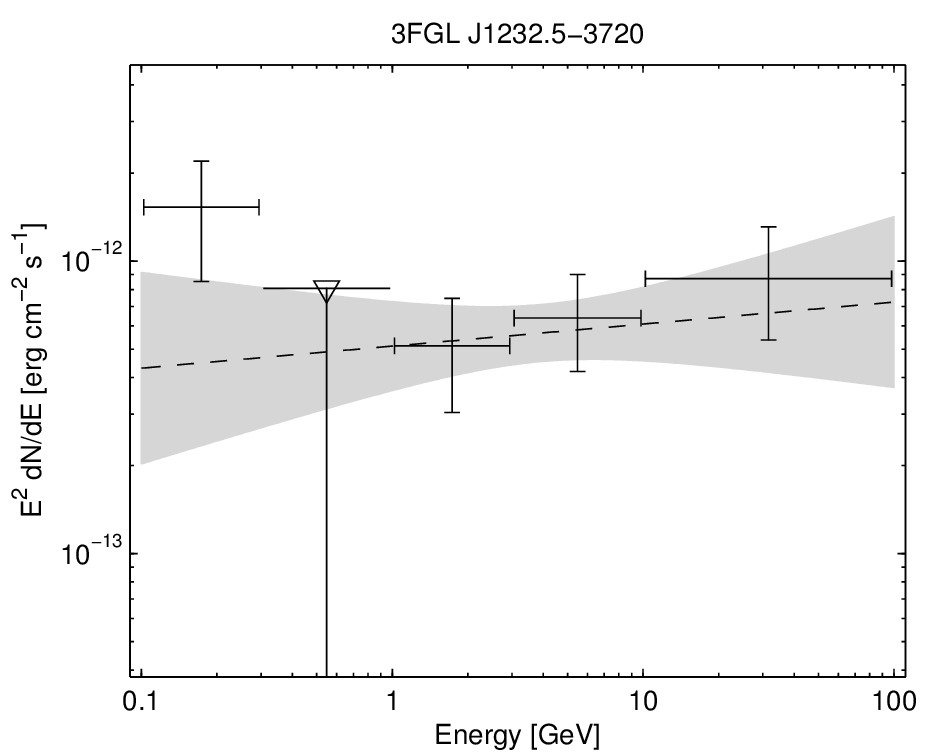 3FGL J1232.5−3720
E² dN/dE [erg cm⁻² s⁻¹]
10⁻¹²
10⁻¹³
0.1 1 10 100
Energy [GeV]